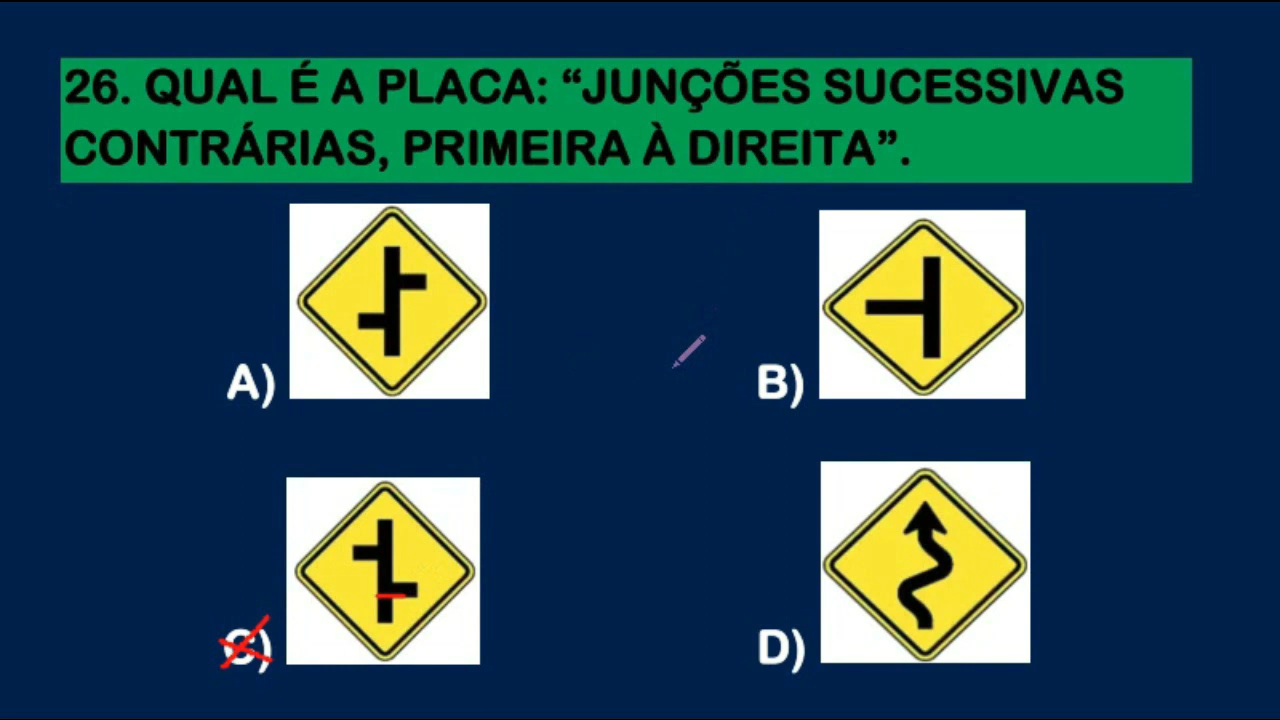 26. QUAL É A PLACA: “JUNÇÕES SUCESSIVAS
CONTRÁRIAS, PRIMEIRA À DIREITA”.
A)
B)
C)
D)